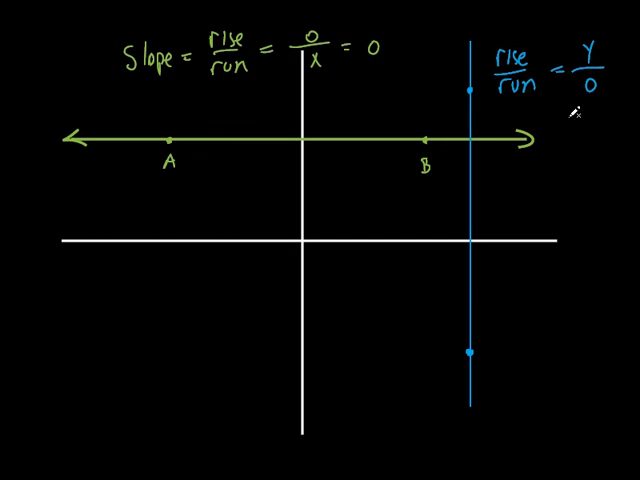 Slope = rise/run = 0/x = 0
rise/run = y/0
A
B